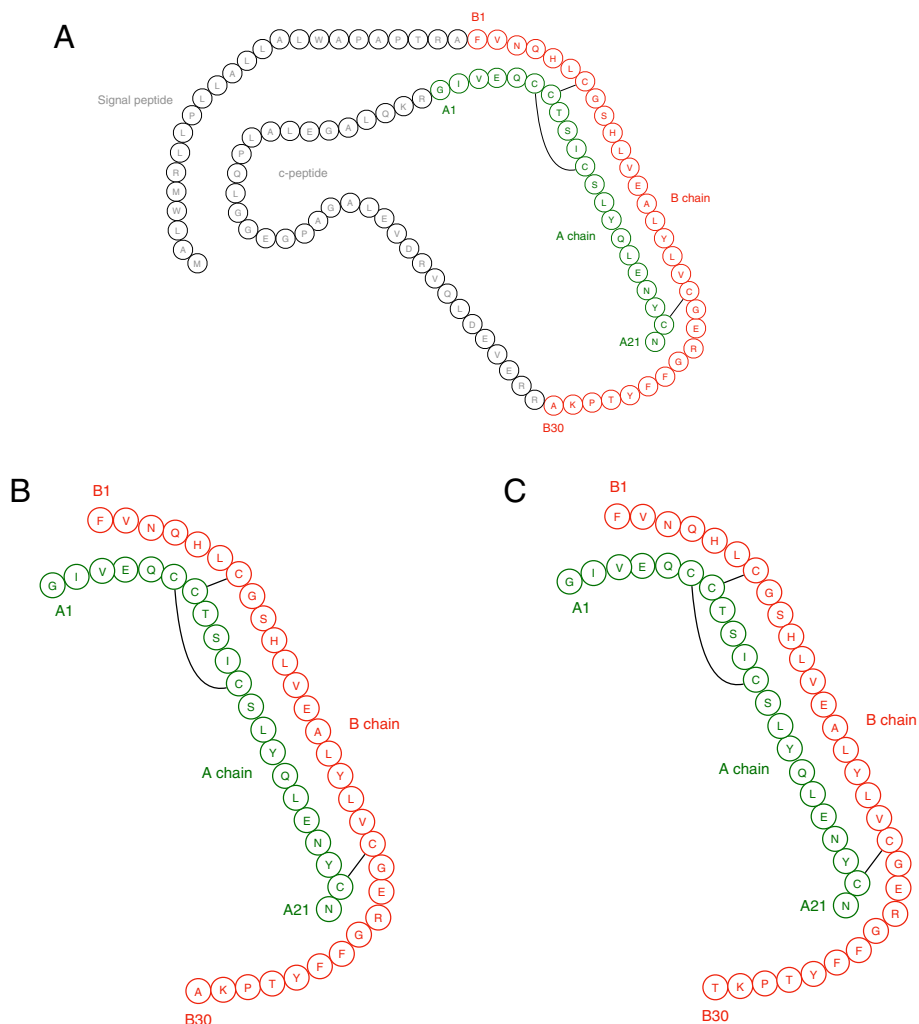 A
B1
M A L W M R L L P L L A L L A L W A P A P T R A
F V N Q H L C G S H L V E A L Y L V C G E R G F F Y T P K A
Signal peptide
R R E V E D L Q V R D V E L A G A P G E G G L Q P L A L E G A L Q K R
G I V E Q C C T S I C S L Y Q L E N Y C N
A1
c-peptide
B chain
A chain
A21
B30
B
B1
F V N Q H L C G S H L V E A L Y L V C G E R G F F Y T P K A
G I V E Q C C T S I C S L Y Q L E N Y C N
A1
B chain
A chain
A21
B30
C
B1
F V N Q H L C G S H L V E A L Y L V C G E R G F F Y T P K T
G I V E Q C C T S I C S L Y Q L E N Y C N
A1
B chain
A chain
A21
B30